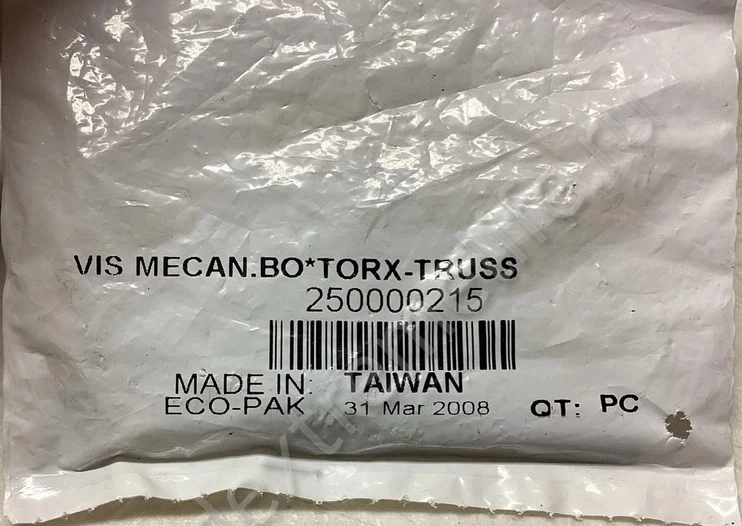 VIS MECAN.BO*TORX-TRUSS
250000215
MADE IN: TAIWAN
ECO-PAK 31 Mar 2008 QT: PC